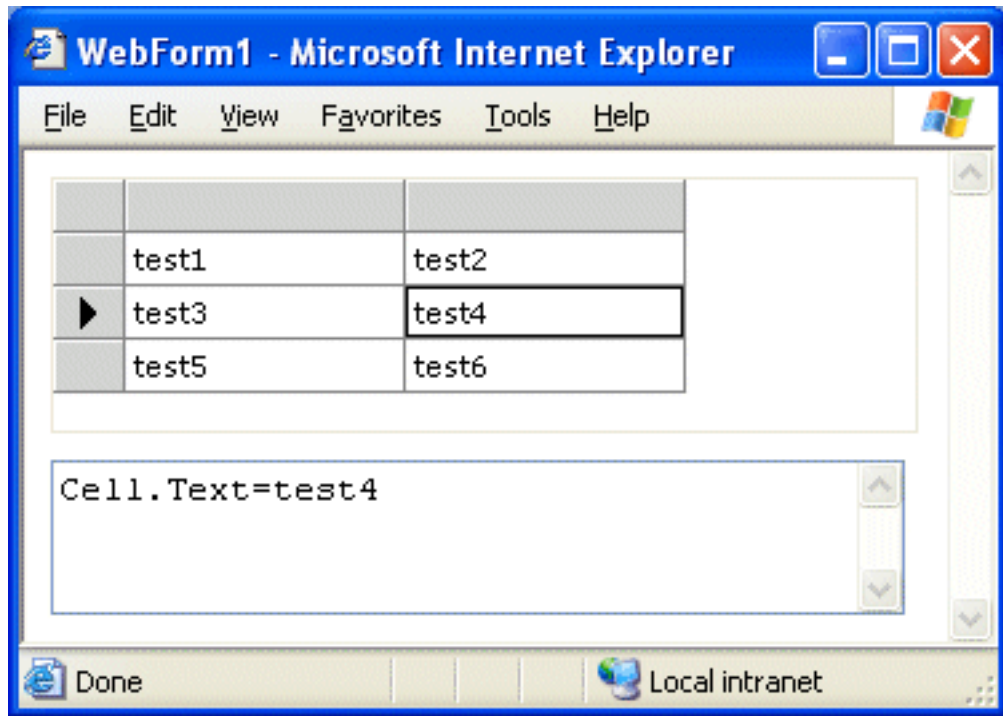 WebForm1 - Microsoft Internet Explorer
File Edit View Favorites Tools Help
test1 test2
test3 test4
test5 test6
Cell.Text=test4
Done Local intranet